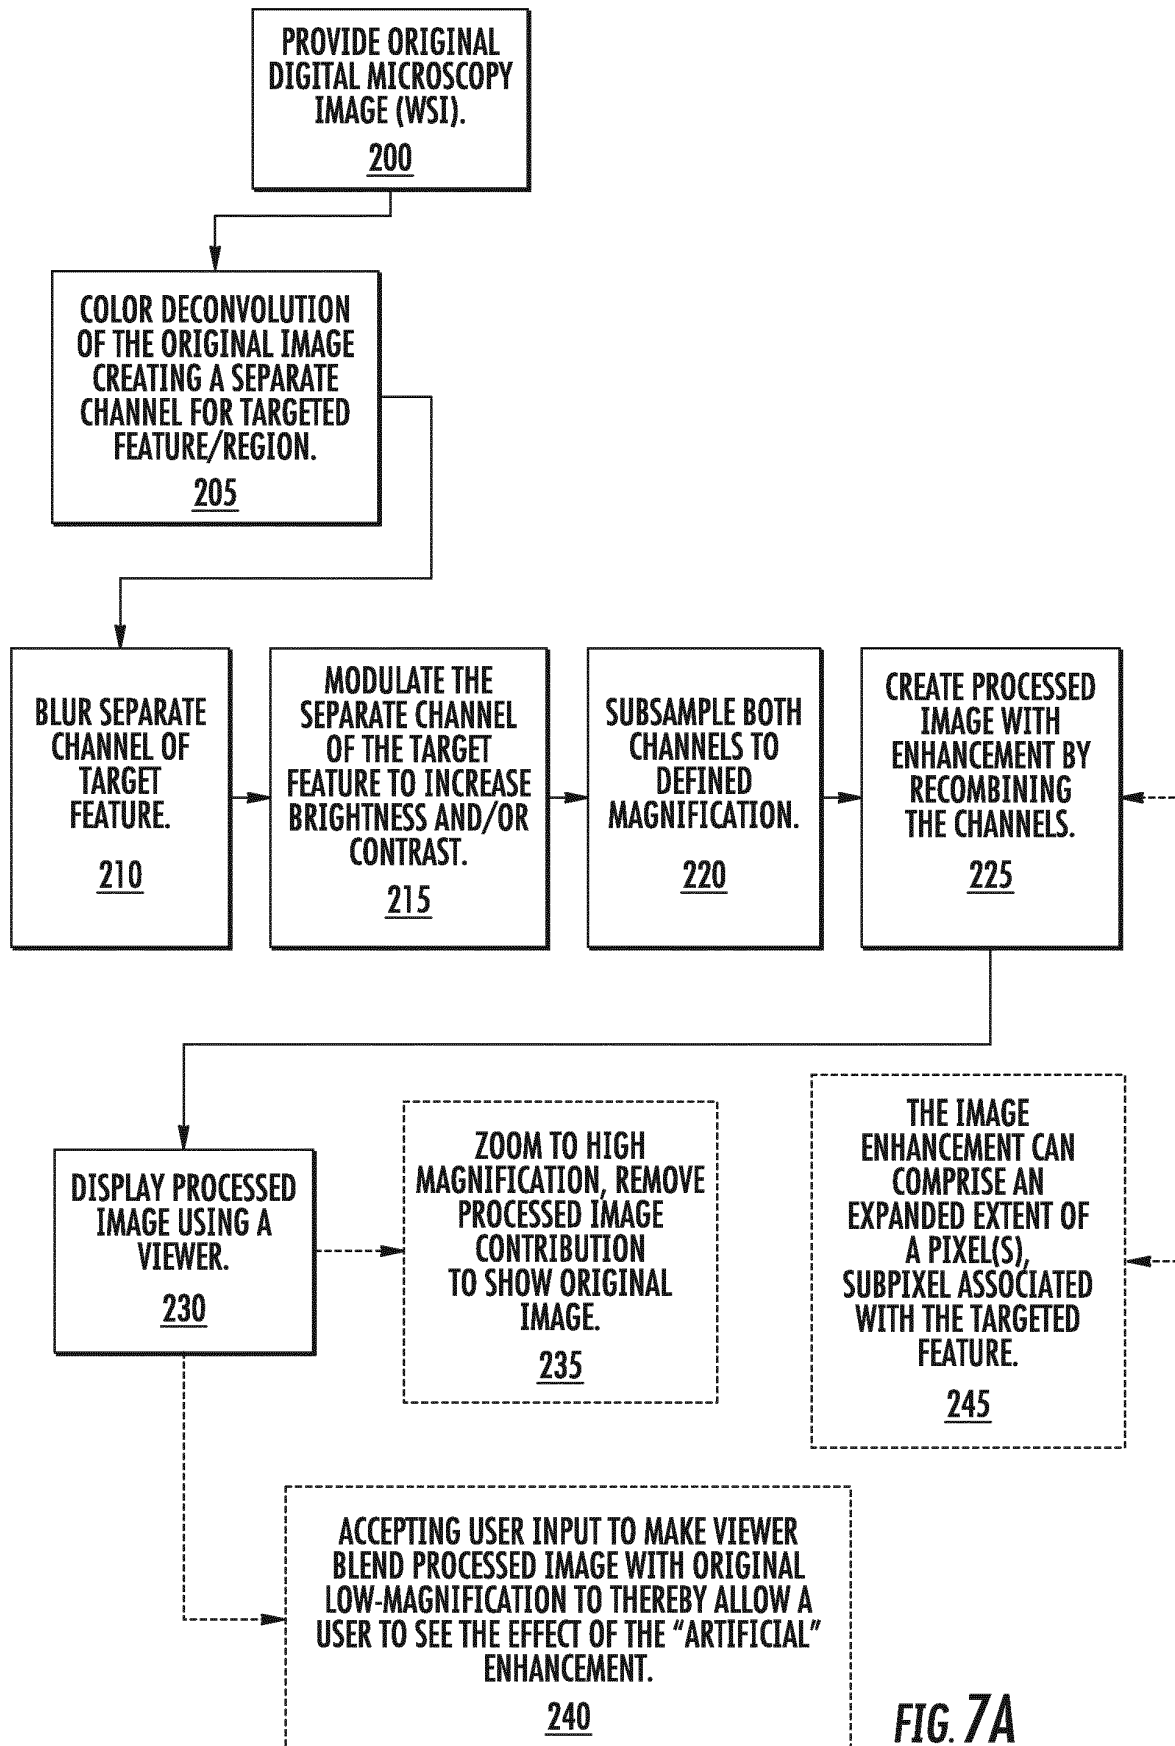 PROVIDE ORIGINAL
DIGITAL MICROSCOPY
IMAGE (WSI).
200
COLOR DECONVOLUTION
OF THE ORIGINAL IMAGE
CREATING A SEPARATE
CHANNEL FOR TARGETED
FEATURE/REGION.
205
BLUR SEPARATE
CHANNEL OF
TARGET
FEATURE.
210
MODULATE THE
SEPARATE CHANNEL
OF THE TARGET
FEATURE TO INCREASE
BRIGHTNESS AND/OR
CONTRAST.
215
SUBSAMPLE BOTH
CHANNELS TO
DEFINED
MAGNIFICATION.
220
CREATE PROCESSED
IMAGE WITH
ENHANCEMENT BY
RECOMBINING
THE CHANNELS.
225
DISPLAY PROCESSED
IMAGE USING A
VIEWER.
230
ZOOM TO HIGH
MAGNIFICATION, REMOVE
PROCESSED IMAGE
CONTRIBUTION
TO SHOW ORIGINAL
IMAGE.
235
THE IMAGE
ENHANCEMENT CAN
COMPRISE AN
EXPANDED EXTENT OF
A PIXEL(S),
SUBPIXEL ASSOCIATED
WITH THE TARGETED
FEATURE.
245
ACCEPTING USER INPUT TO MAKE VIEWER
BLEND PROCESSED IMAGE WITH ORIGINAL
LOW-MAGNIFICATION TO THEREBY ALLOW A
USER TO SEE THE EFFECT OF THE “ARTIFICIAL”
ENHANCEMENT.
240
FIG. 7A